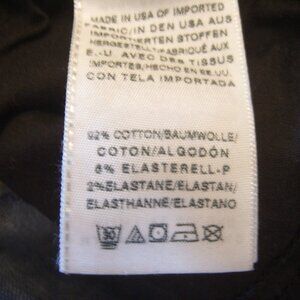 MADE IN USA OF IMPORTED
FABRIC/IN DEN USA AUS
IMPORTIERTEN STOFFEN
HERGESTELLT/FABRIQUÉ AUX
É.-U AVEC DES TISSUS
IMPORTÉS/HECHO EN EE.UU.
CON TELA IMPORTADA
92% COTTON/BAUMWOLLE/
COTON/ALGODÓN
6% ELASTERELL-P
2%ELASTANE/ELASTAN/
ELASTHANNE/ELASTANO
30